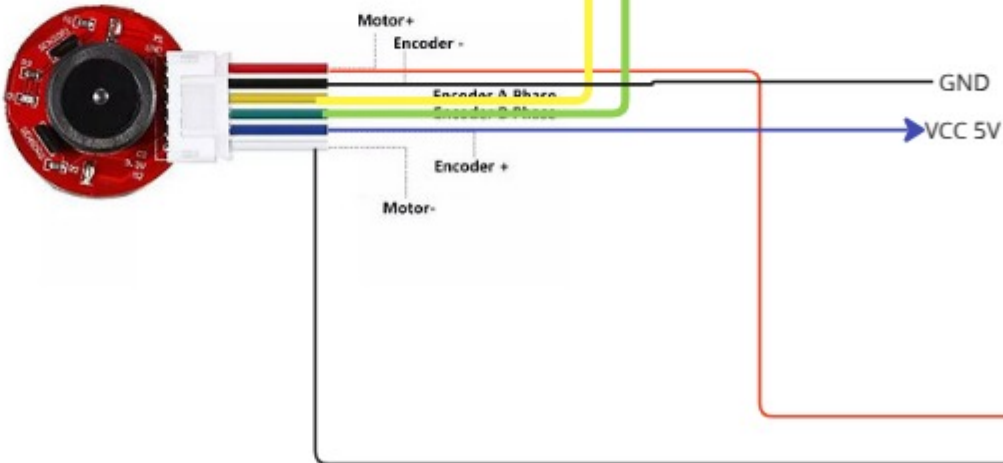 Motor+
Encoder -
GND
Encoder A Phase
Encoder B Phase
VCC 5V
Encoder +
Motor-